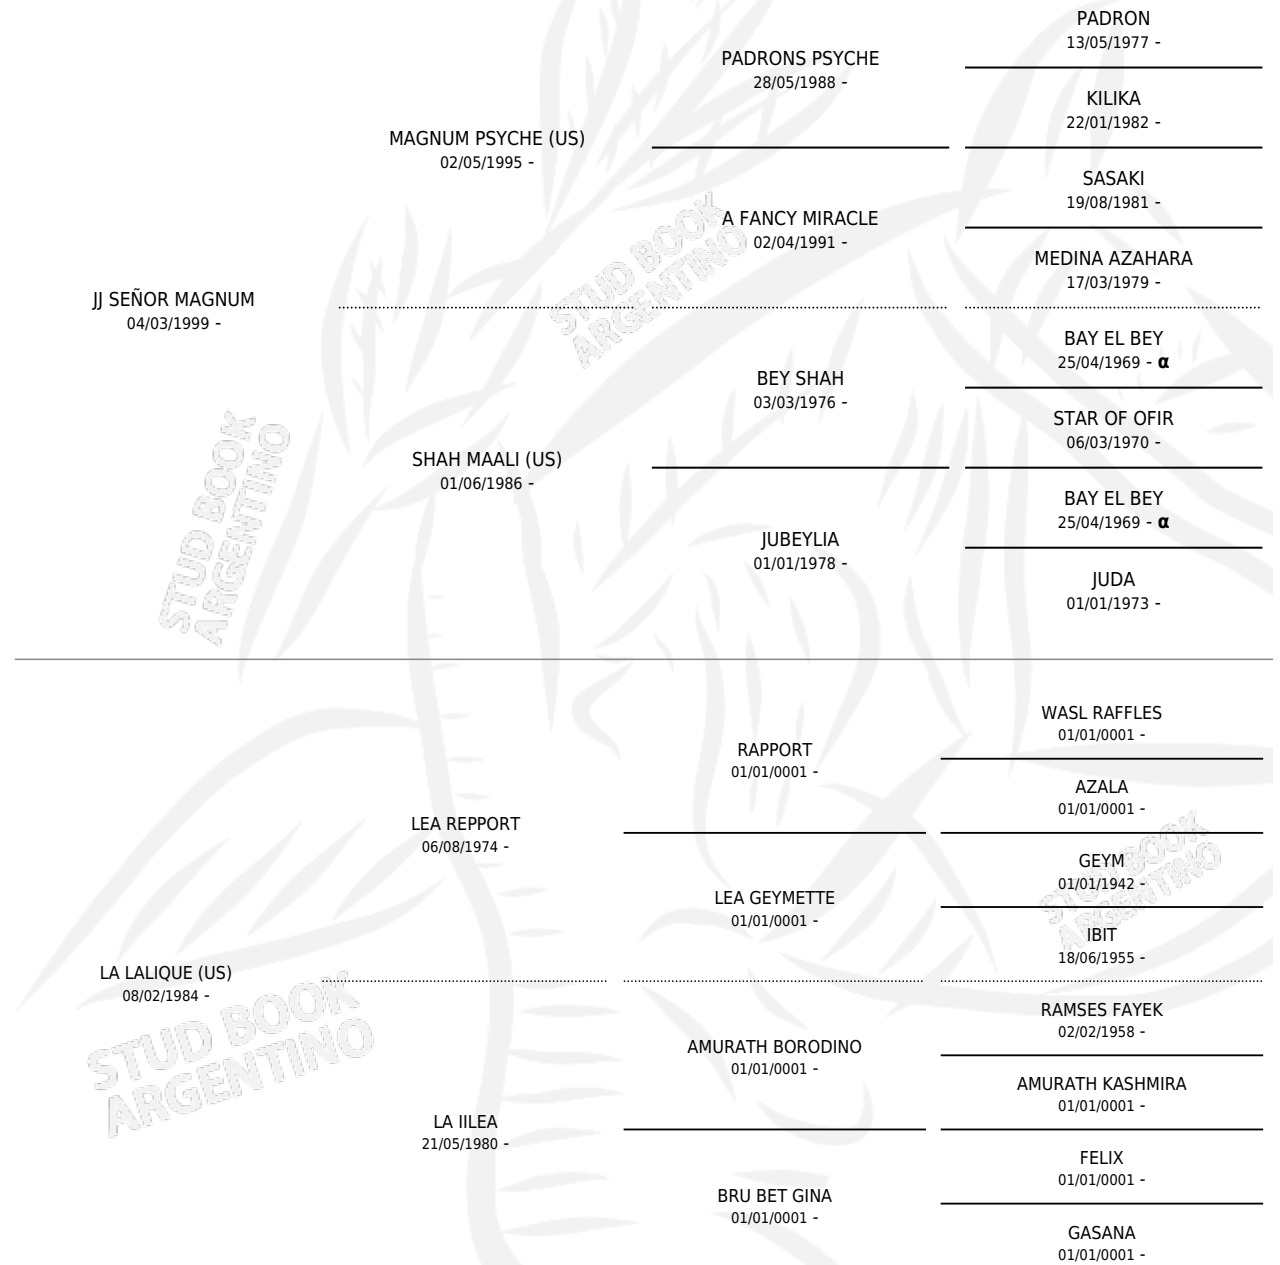 PADRON
13/05/1977 -
PADRONS PSYCHE
28/05/1988 -
KILIKA
22/01/1982 -
MAGNUM PSYCHE (US)
02/05/1995 -
SASAKI
19/08/1981 -
A FANCY MIRACLE
02/04/1991 -
MEDINA AZAHARA
17/03/1979 -
JJ SEÑOR MAGNUM
04/03/1999 -
BAY EL BEY
25/04/1969 - α
BEY SHAH
03/03/1976 -
STAR OF OFIR
06/03/1970 -
SHAH MAALI (US)
01/06/1986 -
BAY EL BEY
25/04/1969 - α
JUBEYLIA
01/01/1978 -
JUDA
01/01/1973 -
WASL RAFFLES
01/01/0001 -
RAPPORT
01/01/0001 -
AZALA
01/01/0001 -
LEA REPPORT
06/08/1974 -
GEYM
01/01/1942 -
LEA GEYMETTE
01/01/0001 -
IBIT
18/06/1955 -
LA LALIQUE (US)
08/02/1984 -
RAMSES FAYEK
02/02/1958 -
AMURATH BORODINO
01/01/0001 -
AMURATH KASHMIRA
01/01/0001 -
LA IILEA
21/05/1980 -
FELIX
01/01/0001 -
BRU BET GINA
01/01/0001 -
GASANA
01/01/0001 -
STUD BOOK
ARGENTINO
STUD BOOK
ARGENTINO
STUD BOOK
ARGENTINO
STUD BOOK
ARGENTINO